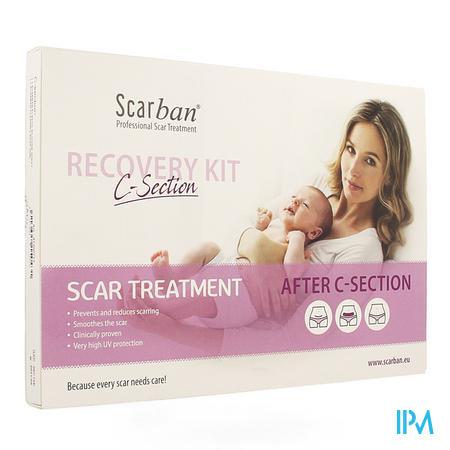 Scarban®
Professional Scar Treatment
RECOVERY KIT
C-Section
SCAR TREATMENT
AFTER C-SECTION
• Prevents and reduces scarring
• Smoothes the scar
• Clinically proven
• Very high UV protection
www.scarban.eu
Because every scar needs care!
IPM